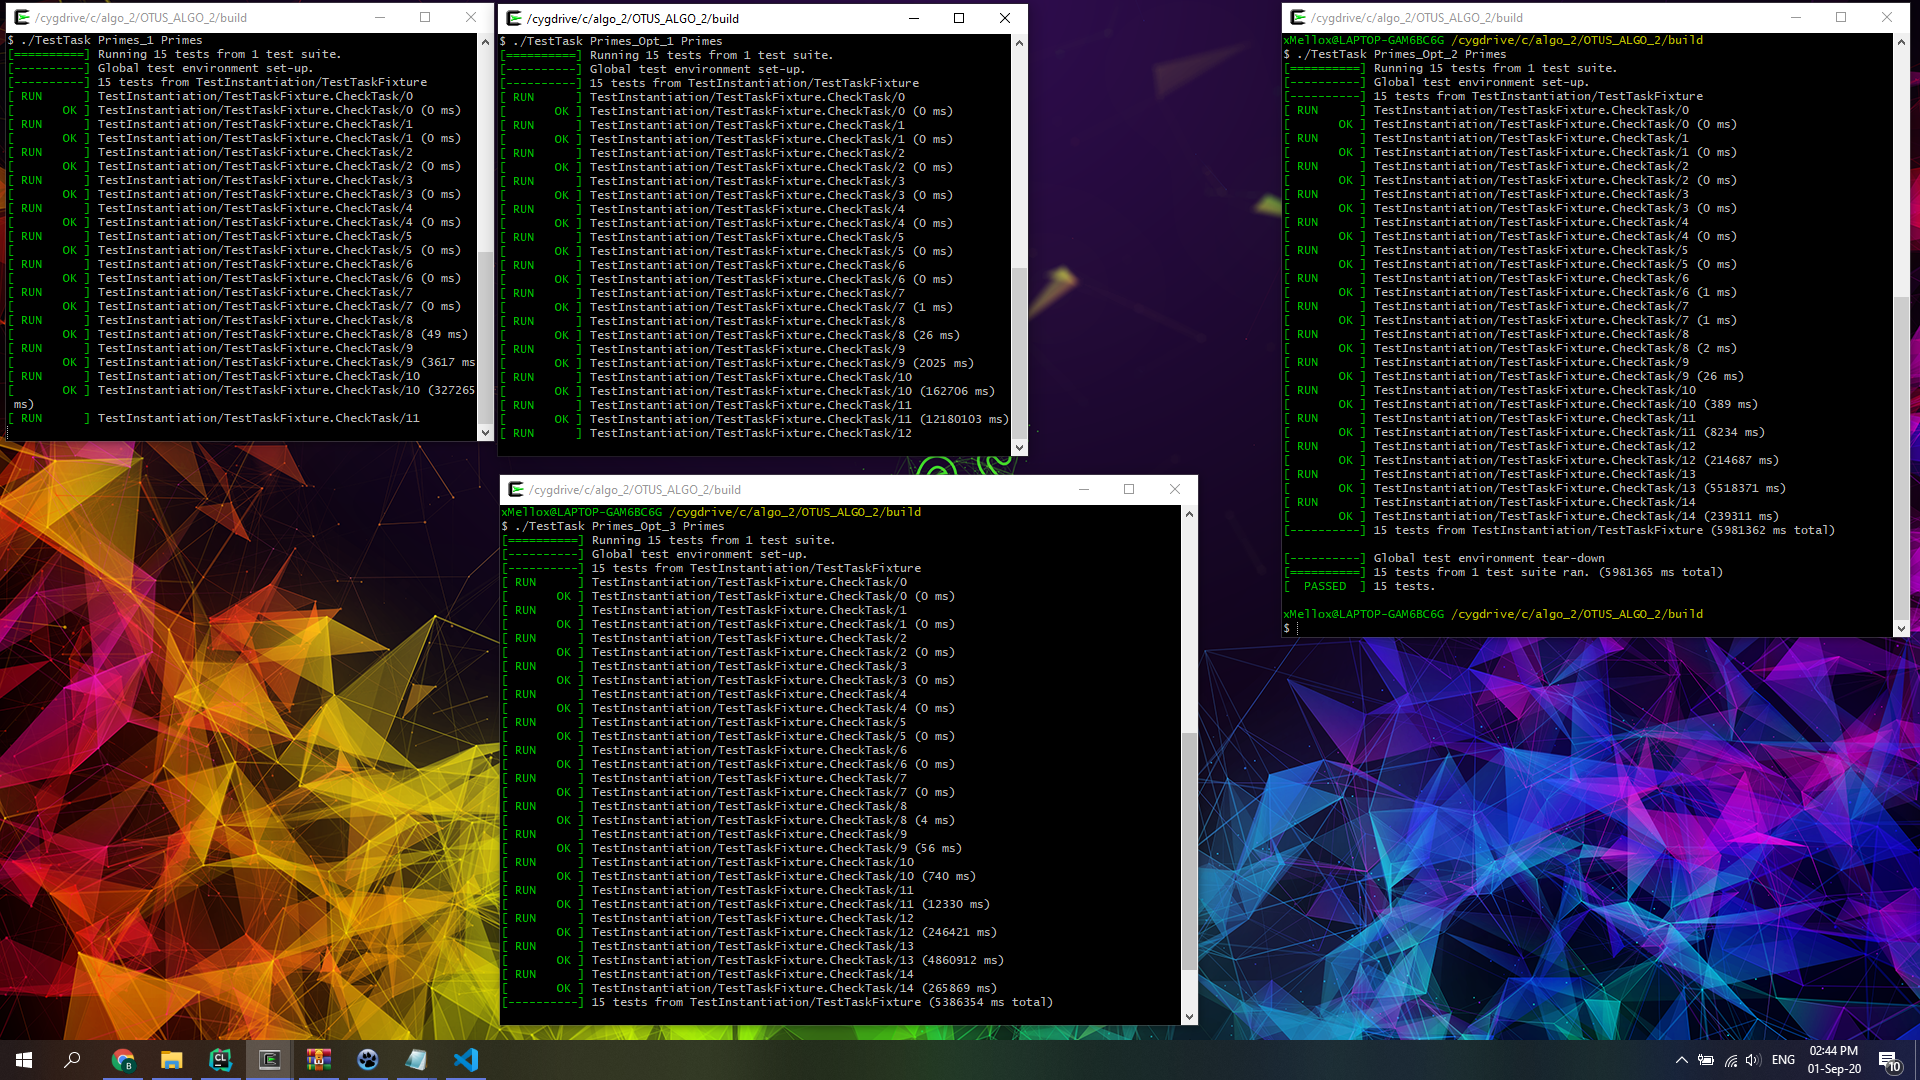 /cygdrive/c/algo_2/OTUS_ALGO_2/build
$ ./TestTask Primes_1 Primes
[==========] Running 15 tests from 1 test suite.
[----------] Global test environment set-up.
[----------] 15 tests from TestInstantiation/TestTaskFixture
[ RUN      ] TestInstantiation/TestTaskFixture.CheckTask/0
[       OK ] TestInstantiation/TestTaskFixture.CheckTask/0 (0 ms)
[ RUN      ] TestInstantiation/TestTaskFixture.CheckTask/1
[       OK ] TestInstantiation/TestTaskFixture.CheckTask/1 (0 ms)
[ RUN      ] TestInstantiation/TestTaskFixture.CheckTask/2
[       OK ] TestInstantiation/TestTaskFixture.CheckTask/2 (0 ms)
[ RUN      ] TestInstantiation/TestTaskFixture.CheckTask/3
[       OK ] TestInstantiation/TestTaskFixture.CheckTask/3 (0 ms)
[ RUN      ] TestInstantiation/TestTaskFixture.CheckTask/4
[       OK ] TestInstantiation/TestTaskFixture.CheckTask/4 (0 ms)
[ RUN      ] TestInstantiation/TestTaskFixture.CheckTask/5
[       OK ] TestInstantiation/TestTaskFixture.CheckTask/5 (0 ms)
[ RUN      ] TestInstantiation/TestTaskFixture.CheckTask/6
[       OK ] TestInstantiation/TestTaskFixture.CheckTask/6 (0 ms)
[ RUN      ] TestInstantiation/TestTaskFixture.CheckTask/7
[       OK ] TestInstantiation/TestTaskFixture.CheckTask/7 (0 ms)
[ RUN      ] TestInstantiation/TestTaskFixture.CheckTask/8
[       OK ] TestInstantiation/TestTaskFixture.CheckTask/8 (49 ms)
[ RUN      ] TestInstantiation/TestTaskFixture.CheckTask/9
[       OK ] TestInstantiation/TestTaskFixture.CheckTask/9 (3617 ms
[ RUN      ] TestInstantiation/TestTaskFixture.CheckTask/10
[       OK ] TestInstantiation/TestTaskFixture.CheckTask/10 (327265
ms)
[ RUN      ] TestInstantiation/TestTaskFixture.CheckTask/11
/cygdrive/c/algo_2/OTUS_ALGO_2/build
$ ./TestTask Primes_Opt_1 Primes
[==========] Running 15 tests from 1 test suite.
[----------] Global test environment set-up.
[----------] 15 tests from TestInstantiation/TestTaskFixture
[ RUN      ] TestInstantiation/TestTaskFixture.CheckTask/0
[       OK ] TestInstantiation/TestTaskFixture.CheckTask/0 (0 ms)
[ RUN      ] TestInstantiation/TestTaskFixture.CheckTask/1
[       OK ] TestInstantiation/TestTaskFixture.CheckTask/1 (0 ms)
[ RUN      ] TestInstantiation/TestTaskFixture.CheckTask/2
[       OK ] TestInstantiation/TestTaskFixture.CheckTask/2 (0 ms)
[ RUN      ] TestInstantiation/TestTaskFixture.CheckTask/3
[       OK ] TestInstantiation/TestTaskFixture.CheckTask/3 (0 ms)
[ RUN      ] TestInstantiation/TestTaskFixture.CheckTask/4
[       OK ] TestInstantiation/TestTaskFixture.CheckTask/4 (0 ms)
[ RUN      ] TestInstantiation/TestTaskFixture.CheckTask/5
[       OK ] TestInstantiation/TestTaskFixture.CheckTask/5 (0 ms)
[ RUN      ] TestInstantiation/TestTaskFixture.CheckTask/6
[       OK ] TestInstantiation/TestTaskFixture.CheckTask/6 (0 ms)
[ RUN      ] TestInstantiation/TestTaskFixture.CheckTask/7
[       OK ] TestInstantiation/TestTaskFixture.CheckTask/7 (1 ms)
[ RUN      ] TestInstantiation/TestTaskFixture.CheckTask/8
[       OK ] TestInstantiation/TestTaskFixture.CheckTask/8 (26 ms)
[ RUN      ] TestInstantiation/TestTaskFixture.CheckTask/9
[       OK ] TestInstantiation/TestTaskFixture.CheckTask/9 (2025 ms)
[ RUN      ] TestInstantiation/TestTaskFixture.CheckTask/10
[       OK ] TestInstantiation/TestTaskFixture.CheckTask/10 (162706 ms)
[ RUN      ] TestInstantiation/TestTaskFixture.CheckTask/11
[       OK ] TestInstantiation/TestTaskFixture.CheckTask/11 (12180103 ms)
[ RUN      ] TestInstantiation/TestTaskFixture.CheckTask/12
/cygdrive/c/algo_2/OTUS_ALGO_2/build
xMellox@LAPTOP-GAM6BC6G /cygdrive/c/algo_2/OTUS_ALGO_2/build
$ ./TestTask Primes_Opt_2 Primes
[==========] Running 15 tests from 1 test suite.
[----------] Global test environment set-up.
[----------] 15 tests from TestInstantiation/TestTaskFixture
[ RUN      ] TestInstantiation/TestTaskFixture.CheckTask/0
[       OK ] TestInstantiation/TestTaskFixture.CheckTask/0 (0 ms)
[ RUN      ] TestInstantiation/TestTaskFixture.CheckTask/1
[       OK ] TestInstantiation/TestTaskFixture.CheckTask/1 (0 ms)
[ RUN      ] TestInstantiation/TestTaskFixture.CheckTask/2
[       OK ] TestInstantiation/TestTaskFixture.CheckTask/2 (0 ms)
[ RUN      ] TestInstantiation/TestTaskFixture.CheckTask/3
[       OK ] TestInstantiation/TestTaskFixture.CheckTask/3 (0 ms)
[ RUN      ] TestInstantiation/TestTaskFixture.CheckTask/4
[       OK ] TestInstantiation/TestTaskFixture.CheckTask/4 (0 ms)
[ RUN      ] TestInstantiation/TestTaskFixture.CheckTask/5
[       OK ] TestInstantiation/TestTaskFixture.CheckTask/5 (0 ms)
[ RUN      ] TestInstantiation/TestTaskFixture.CheckTask/6
[       OK ] TestInstantiation/TestTaskFixture.CheckTask/6 (1 ms)
[ RUN      ] TestInstantiation/TestTaskFixture.CheckTask/7
[       OK ] TestInstantiation/TestTaskFixture.CheckTask/7 (1 ms)
[ RUN      ] TestInstantiation/TestTaskFixture.CheckTask/8
[       OK ] TestInstantiation/TestTaskFixture.CheckTask/8 (2 ms)
[ RUN      ] TestInstantiation/TestTaskFixture.CheckTask/9
[       OK ] TestInstantiation/TestTaskFixture.CheckTask/9 (26 ms)
[ RUN      ] TestInstantiation/TestTaskFixture.CheckTask/10
[       OK ] TestInstantiation/TestTaskFixture.CheckTask/10 (389 ms)
[ RUN      ] TestInstantiation/TestTaskFixture.CheckTask/11
[       OK ] TestInstantiation/TestTaskFixture.CheckTask/11 (8234 ms)
[ RUN      ] TestInstantiation/TestTaskFixture.CheckTask/12
[       OK ] TestInstantiation/TestTaskFixture.CheckTask/12 (214687 ms)
[ RUN      ] TestInstantiation/TestTaskFixture.CheckTask/13
[       OK ] TestInstantiation/TestTaskFixture.CheckTask/13 (5518371 ms)
[ RUN      ] TestInstantiation/TestTaskFixture.CheckTask/14
[       OK ] TestInstantiation/TestTaskFixture.CheckTask/14 (239311 ms)
[----------] 15 tests from TestInstantiation/TestTaskFixture (5981362 ms total)
[----------] Global test environment tear-down
[==========] 15 tests from 1 test suite ran. (5981365 ms total)
[  PASSED  ] 15 tests.
xMellox@LAPTOP-GAM6BC6G /cygdrive/c/algo_2/OTUS_ALGO_2/build
$
/cygdrive/c/algo_2/OTUS_ALGO_2/build
xMellox@LAPTOP-GAM6BC6G /cygdrive/c/algo_2/OTUS_ALGO_2/build
$ ./TestTask Primes_Opt_3 Primes
[==========] Running 15 tests from 1 test suite.
[----------] Global test environment set-up.
[----------] 15 tests from TestInstantiation/TestTaskFixture
[ RUN      ] TestInstantiation/TestTaskFixture.CheckTask/0
[       OK ] TestInstantiation/TestTaskFixture.CheckTask/0 (0 ms)
[ RUN      ] TestInstantiation/TestTaskFixture.CheckTask/1
[       OK ] TestInstantiation/TestTaskFixture.CheckTask/1 (0 ms)
[ RUN      ] TestInstantiation/TestTaskFixture.CheckTask/2
[       OK ] TestInstantiation/TestTaskFixture.CheckTask/2 (0 ms)
[ RUN      ] TestInstantiation/TestTaskFixture.CheckTask/3
[       OK ] TestInstantiation/TestTaskFixture.CheckTask/3 (0 ms)
[ RUN      ] TestInstantiation/TestTaskFixture.CheckTask/4
[       OK ] TestInstantiation/TestTaskFixture.CheckTask/4 (0 ms)
[ RUN      ] TestInstantiation/TestTaskFixture.CheckTask/5
[       OK ] TestInstantiation/TestTaskFixture.CheckTask/5 (0 ms)
[ RUN      ] TestInstantiation/TestTaskFixture.CheckTask/6
[       OK ] TestInstantiation/TestTaskFixture.CheckTask/6 (0 ms)
[ RUN      ] TestInstantiation/TestTaskFixture.CheckTask/7
[       OK ] TestInstantiation/TestTaskFixture.CheckTask/7 (0 ms)
[ RUN      ] TestInstantiation/TestTaskFixture.CheckTask/8
[       OK ] TestInstantiation/TestTaskFixture.CheckTask/8 (4 ms)
[ RUN      ] TestInstantiation/TestTaskFixture.CheckTask/9
[       OK ] TestInstantiation/TestTaskFixture.CheckTask/9 (56 ms)
[ RUN      ] TestInstantiation/TestTaskFixture.CheckTask/10
[       OK ] TestInstantiation/TestTaskFixture.CheckTask/10 (740 ms)
[ RUN      ] TestInstantiation/TestTaskFixture.CheckTask/11
[       OK ] TestInstantiation/TestTaskFixture.CheckTask/11 (12330 ms)
[ RUN      ] TestInstantiation/TestTaskFixture.CheckTask/12
[       OK ] TestInstantiation/TestTaskFixture.CheckTask/12 (246421 ms)
[ RUN      ] TestInstantiation/TestTaskFixture.CheckTask/13
[       OK ] TestInstantiation/TestTaskFixture.CheckTask/13 (4860912 ms)
[ RUN      ] TestInstantiation/TestTaskFixture.CheckTask/14
[       OK ] TestInstantiation/TestTaskFixture.CheckTask/14 (265869 ms)
[----------] 15 tests from TestInstantiation/TestTaskFixture (5386354 ms total)
B
CL
ENG
02:44 PM
01-Sep-20
10